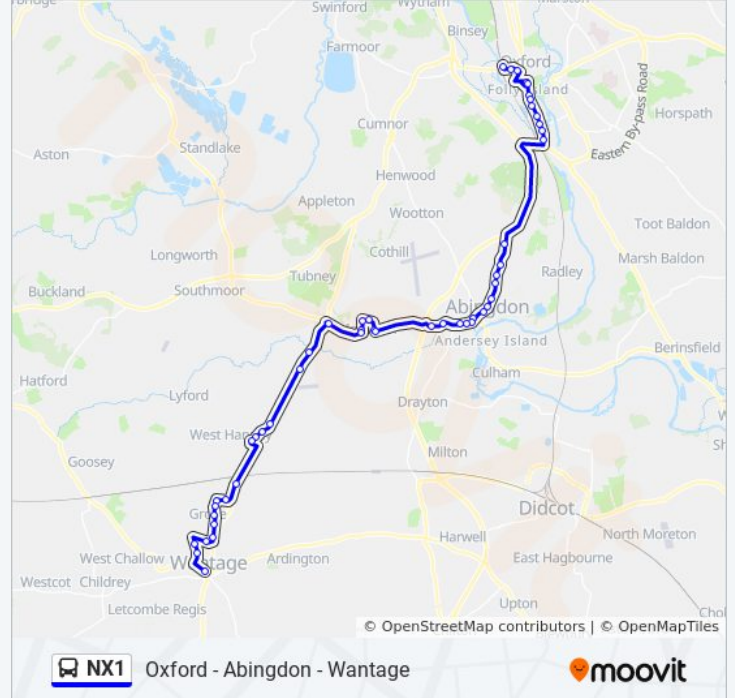 Swinford
Wytham
Marston
Binsey
Farmoor
Oxford
Folly Island
Horspath
Eastern By-pass Road
Cumnor
Aston
Standlake
Henwood
Appleton
Wootton
Toot Baldon
Cothill
Longworth
Marsh Baldon
Tubney
Radley
Buckland
Southmoor
Abingdon
Andersey Island
Berinsfield
Culham
Hatford
Lyford
Drayton
West Han
Milton
Goosey
Didcot
Gro
North Moreton
Harwell
West Challow
Wantage
Ardington
East Hagbourne
Westcot
Childrey
Letcombe Regis
Upton
Chol
© OpenStreetMap contributors | © OpenMapTiles
NX1
Oxford - Abingdon - Wantage
moovit